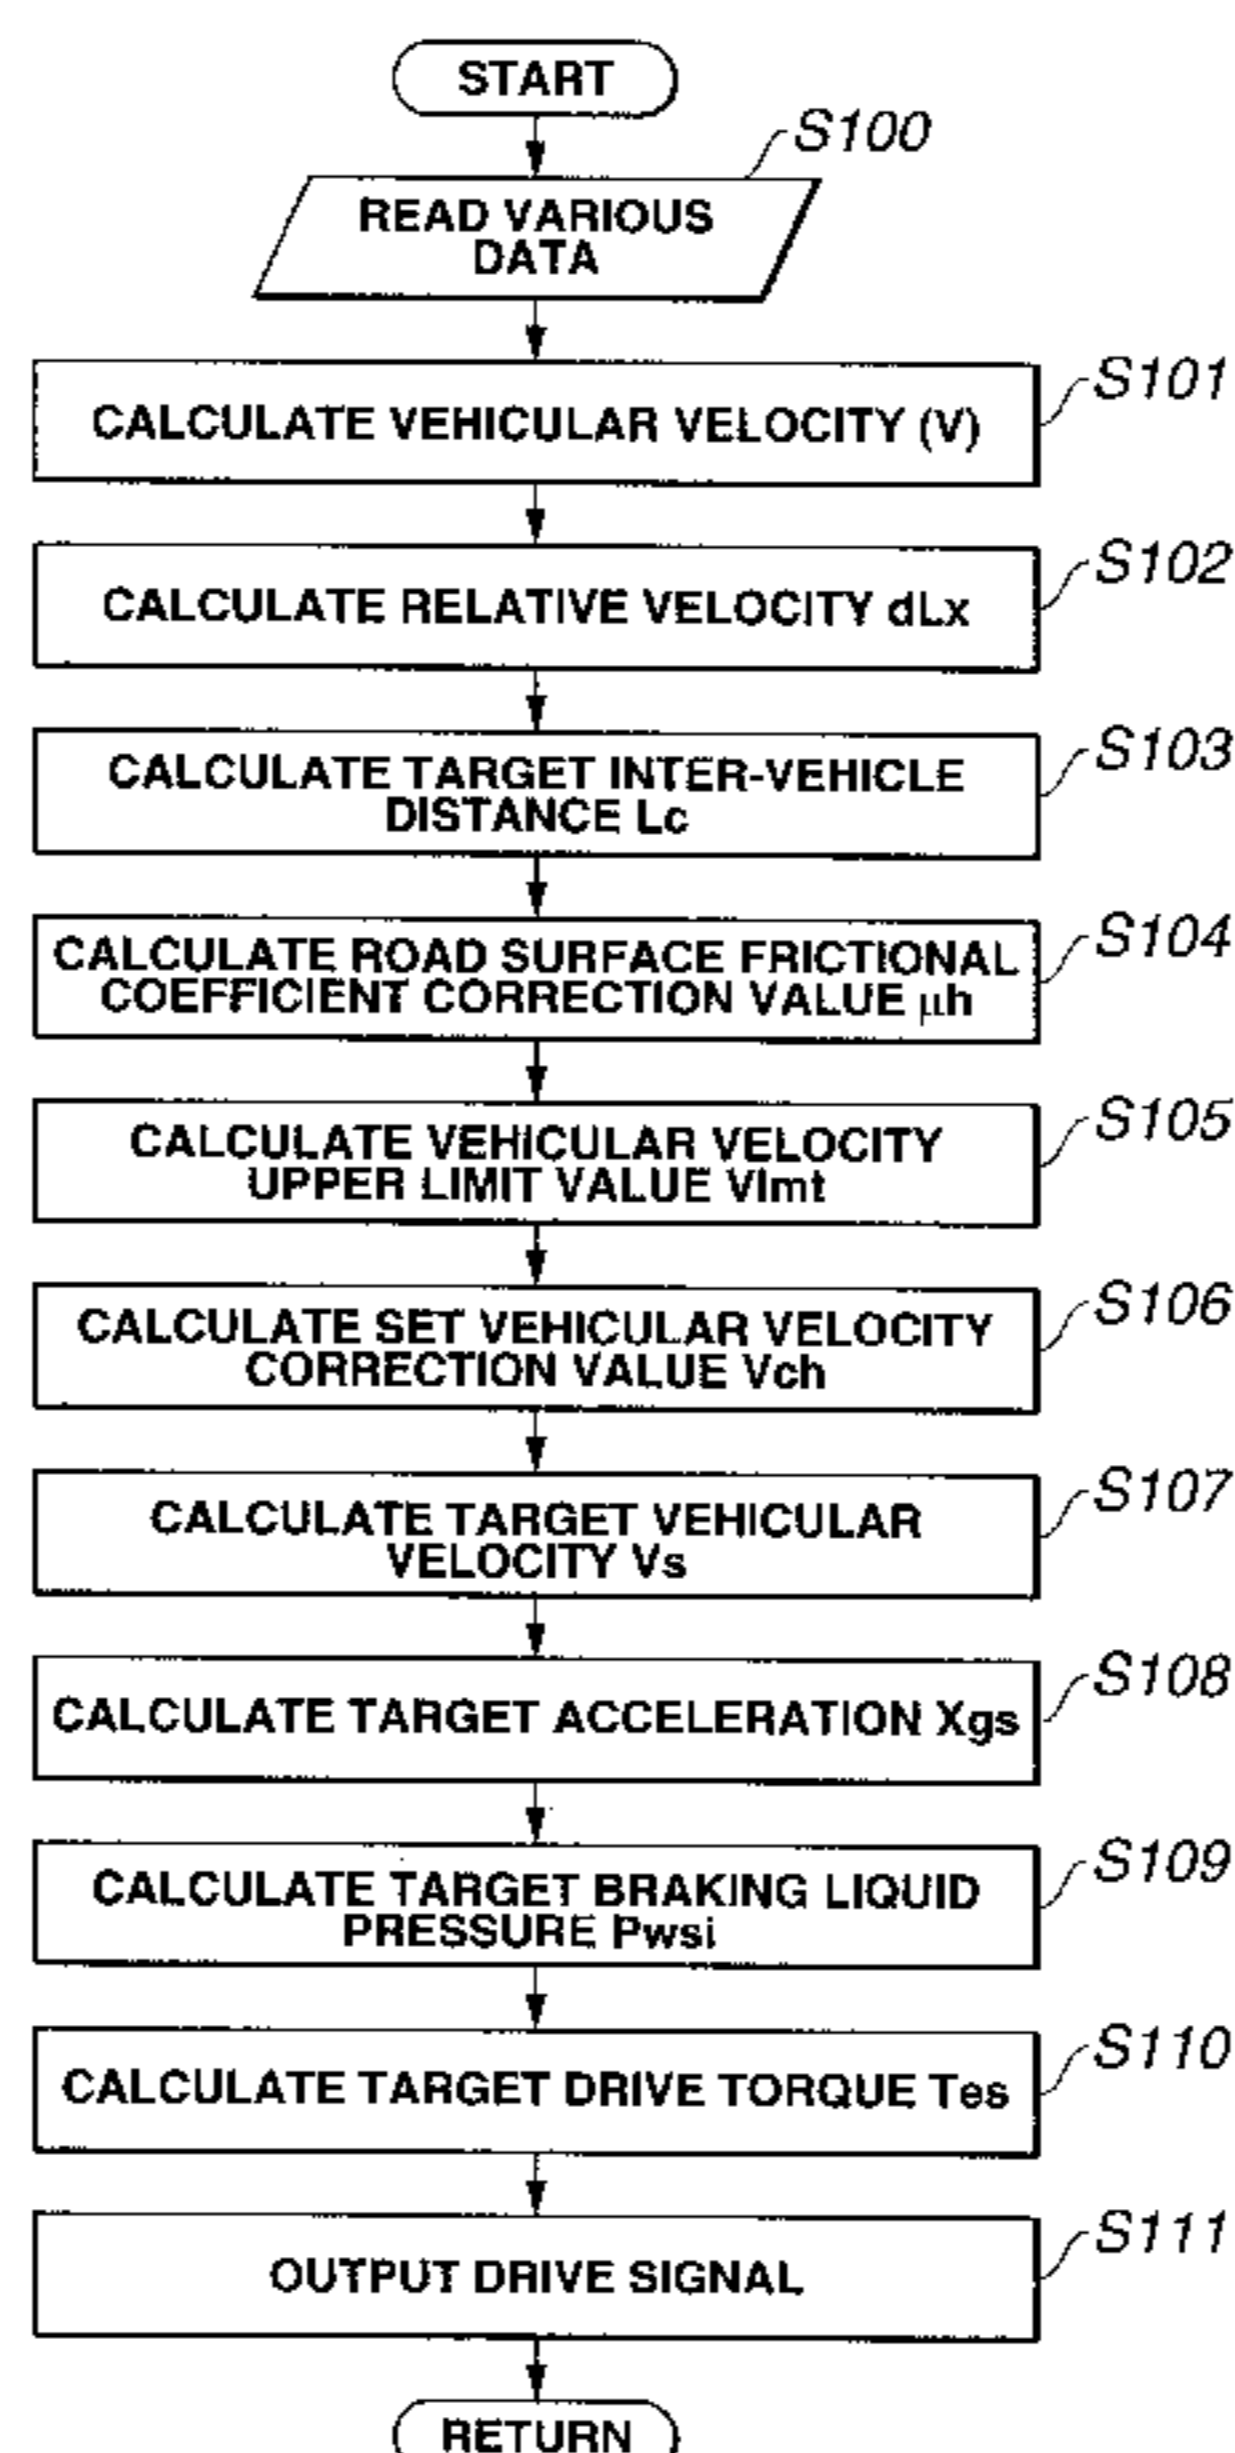 START
S100
READ VARIOUS
DATA
S101
CALCULATE VEHICULAR VELOCITY (V)
S102
CALCULATE RELATIVE VELOCITY dLx
S103
CALCULATE TARGET INTER-VEHICLE
DISTANCE Lc
S104
CALCULATE ROAD SURFACE FRICTIONAL
COEFFICIENT CORRECTION VALUE μh
S105
CALCULATE VEHICULAR VELOCITY
UPPER LIMIT VALUE Vlmt
S106
CALCULATE SET VEHICULAR VELOCITY
CORRECTION VALUE Vch
S107
CALCULATE TARGET VEHICULAR
VELOCITY Vs
S108
CALCULATE TARGET ACCELERATION Xgs
S109
CALCULATE TARGET BRAKING LIQUID
PRESSURE Pwsi
S110
CALCULATE TARGET DRIVE TORQUE Tes
S111
OUTPUT DRIVE SIGNAL
RETURN